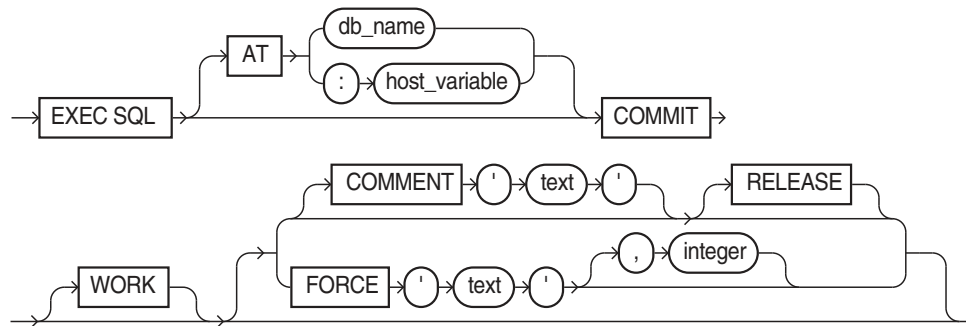 db_name
AT
: host_variable
EXEC SQL COMMIT
COMMENT ' text ' RELEASE
, integer
WORK FORCE ' text '